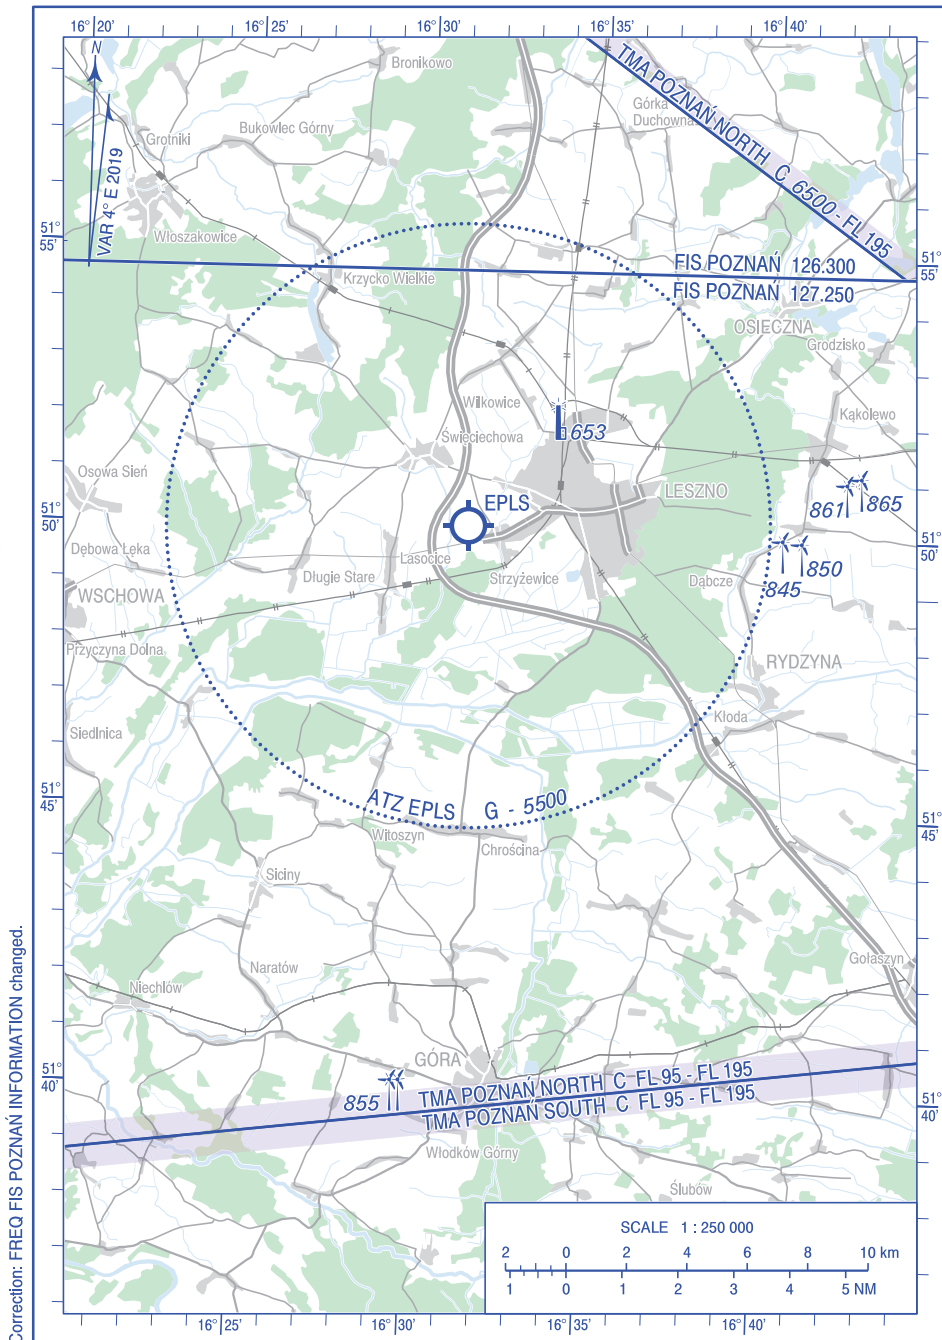 16° 20'
16° 25'
16° 30'
16° 35'
16° 40'
N
VAR 4° E 2019
Bronikowo
Górka
Duchowna
TMA POZNAŃ NORTH C 6500 - FL 195
Grotniki
Bukowiec Górny
Włoszakowice
51°
55'
51°
55'
Krzycko Wielkie
FIS POZNAŃ 126.300
FIS POZNAŃ 127.250
OSIECZNA
Grodzisko
Wilkowice
Kąkolewo
653
Święciechowa
Osowa Sień
LESZNO
EPLS
861
865
51°
50'
51°
50'
Dębowa Łęka
Lasocice
Długie Stare
Strzyżewice
Dąbcze
850
845
WSCHOWA
Przyczyna Dolna
RYDZYNA
Siedlnica
Kłoda
51°
45'
51°
45'
ATZ EPLS G - 5500
Witoszyn
Chróścina
Siciny
Naratów
Gołaszyn
Niechlów
GÓRA
51°
40'
51°
40'
855
TMA POZNAŃ NORTH C FL 95 - FL 195
TMA POZNAŃ SOUTH C FL 95 - FL 195
Włodków Górny
Ślubów
SCALE 1 : 250 000
2 0 2 4 6 8 10 km
1 0 1 2 3 4 5 NM
16° 25'
16° 30'
16° 35'
16° 40'
Correction: FREQ FIS POZNAŃ INFORMATION changed.